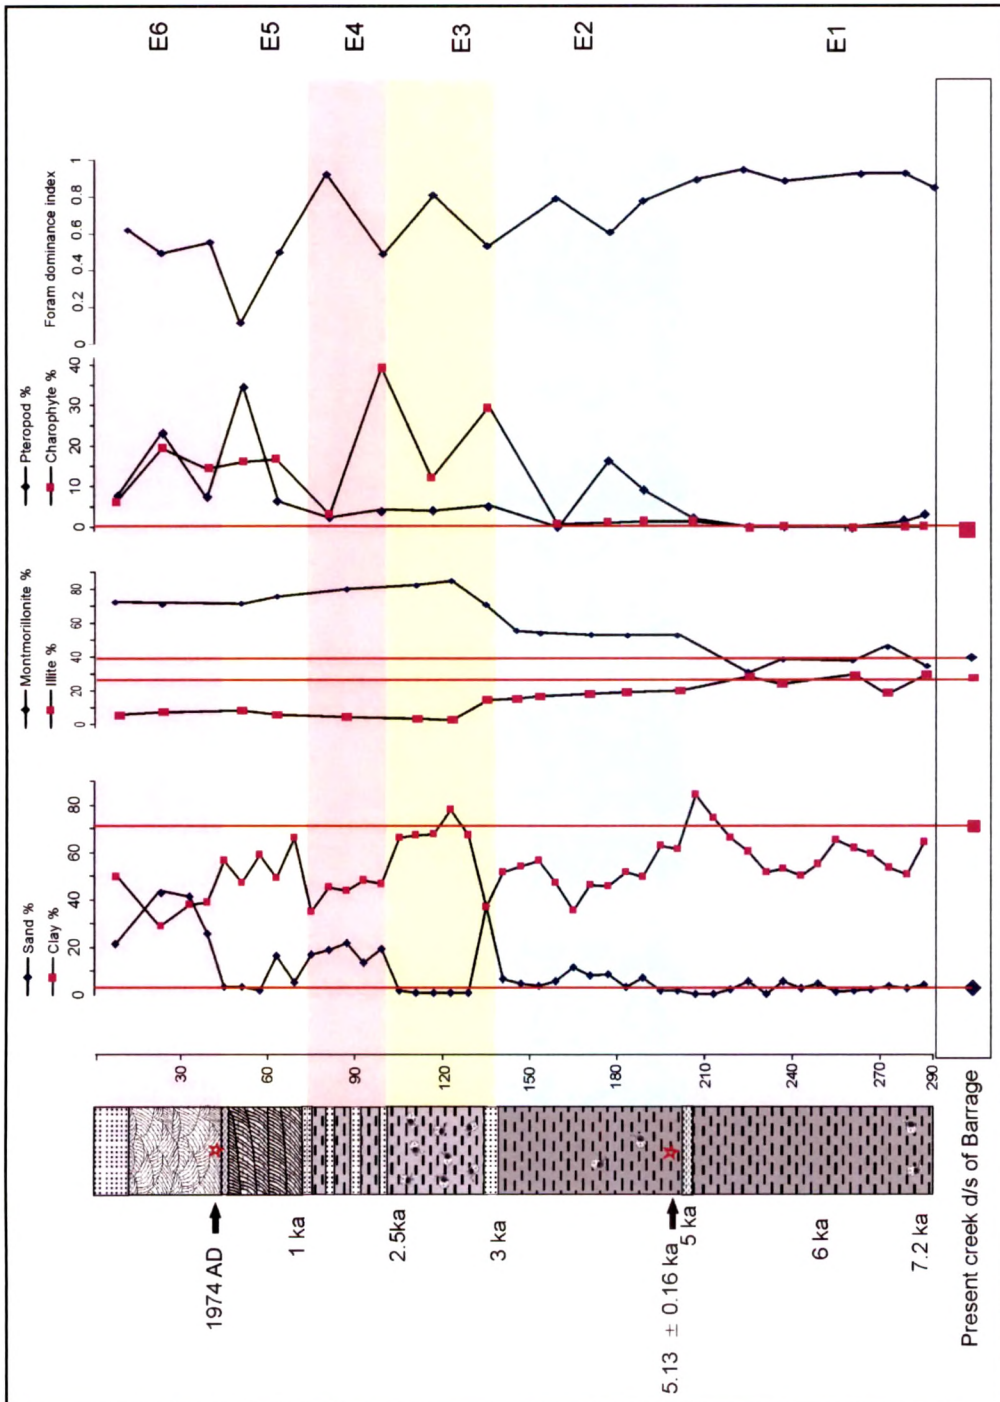 E6
E5
E4
E3
E2
E1
Foram dominance index
0 0.2 0.4 0.6 0.8 1
Pteropod %
Charophyte %
0 10 20 30 40
Montmorillonite %
Illite %
0 20 40 60 80
Sand %
Clay %
0 20 40 60 80
30
60
90
120
150
180
210
240
270
290
1974 AD
1 ka
2.5ka
3 ka
5.13 ± 0.16 ka
5 ka
6 ka
7.2 ka
Present creek d/s of Barrage